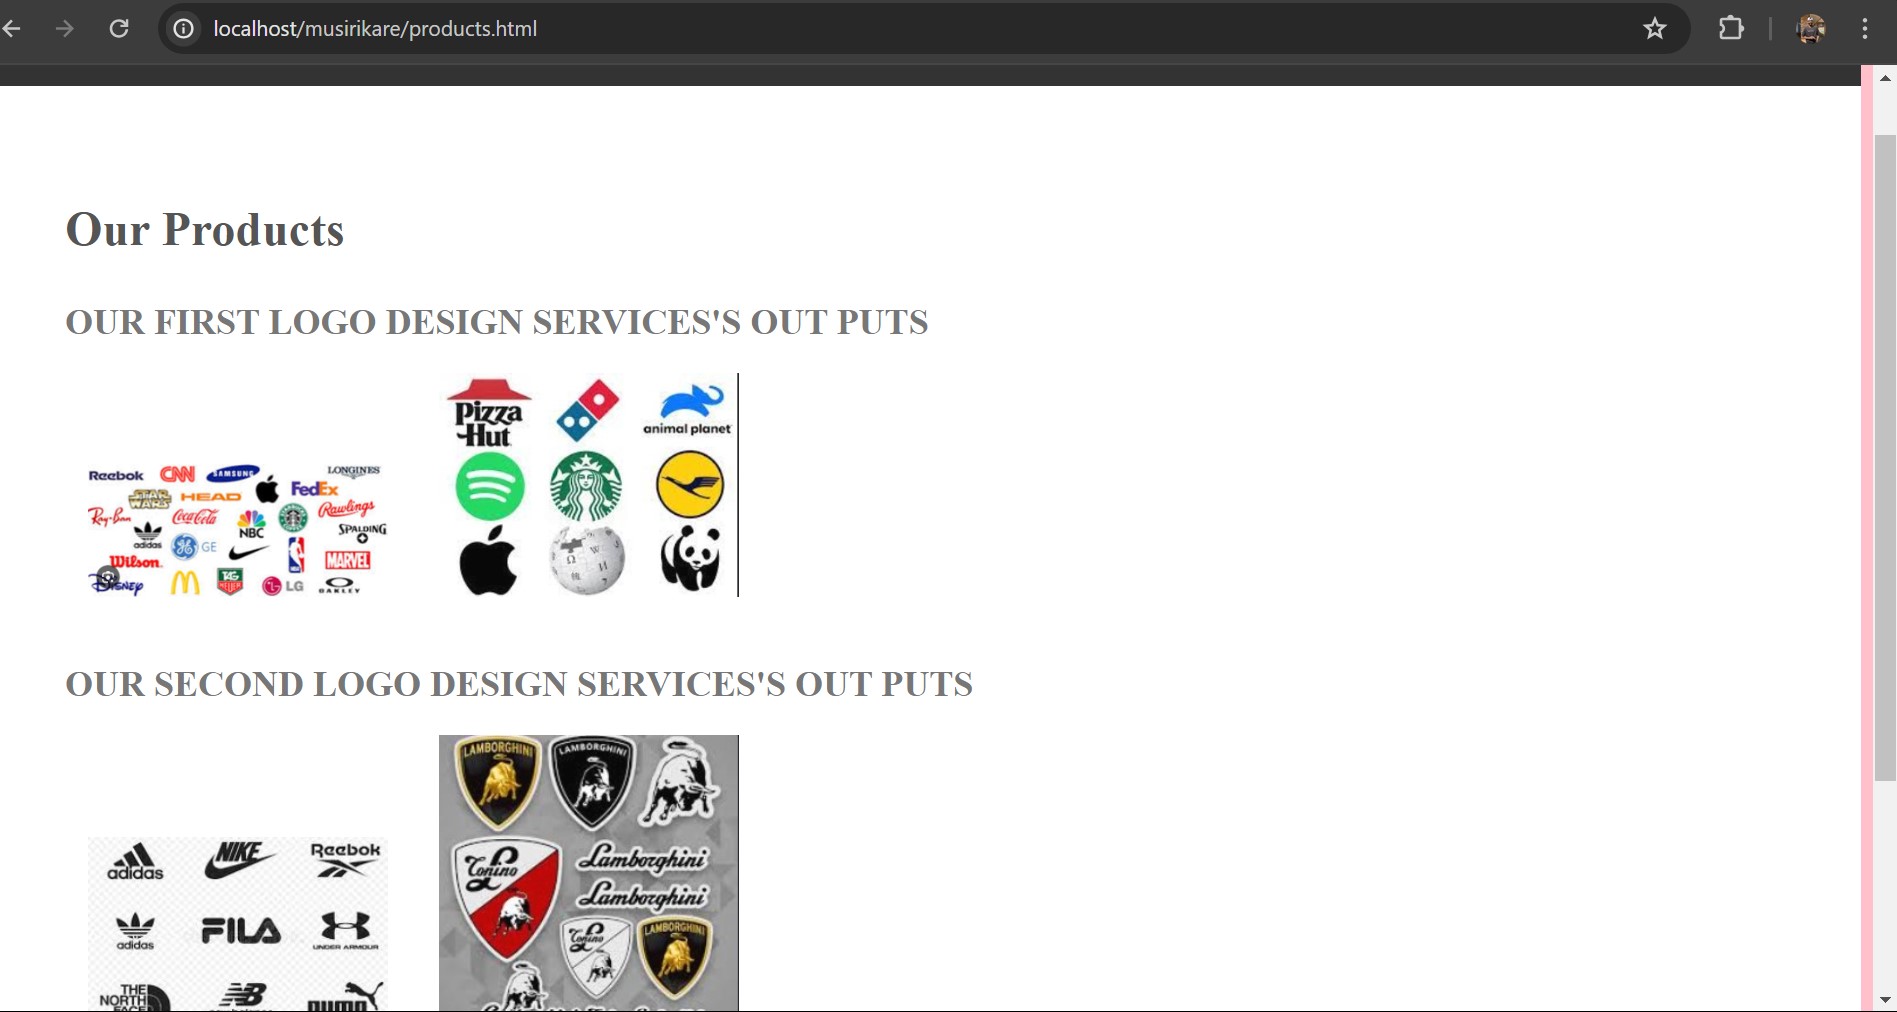 localhost/musirikare/products.html
Our Products
OUR FIRST LOGO DESIGN SERVICES'S OUT PUTS
Reebok CNN SAMSUNG LONGINES
STAR WARS HEAD FedEx
Ray-Ban Coca-Cola NBC Rawlings
adidas GE SPALDING
Wilson. NBA MARVEL
Disney M TAG HEUER LG OAKLEY
Pizza Hut
animal planet
Ω W И
OUR SECOND LOGO DESIGN SERVICES'S OUT PUTS
adidas NIKE Reebok
adidas FILA UNDER ARMOUR
THE NORTH FACE NB PUMA
LAMBORGHINI LAMBORGHINI
Tonino L Lamborghini
Lamborghini
Tonino L LAMBORGHINI